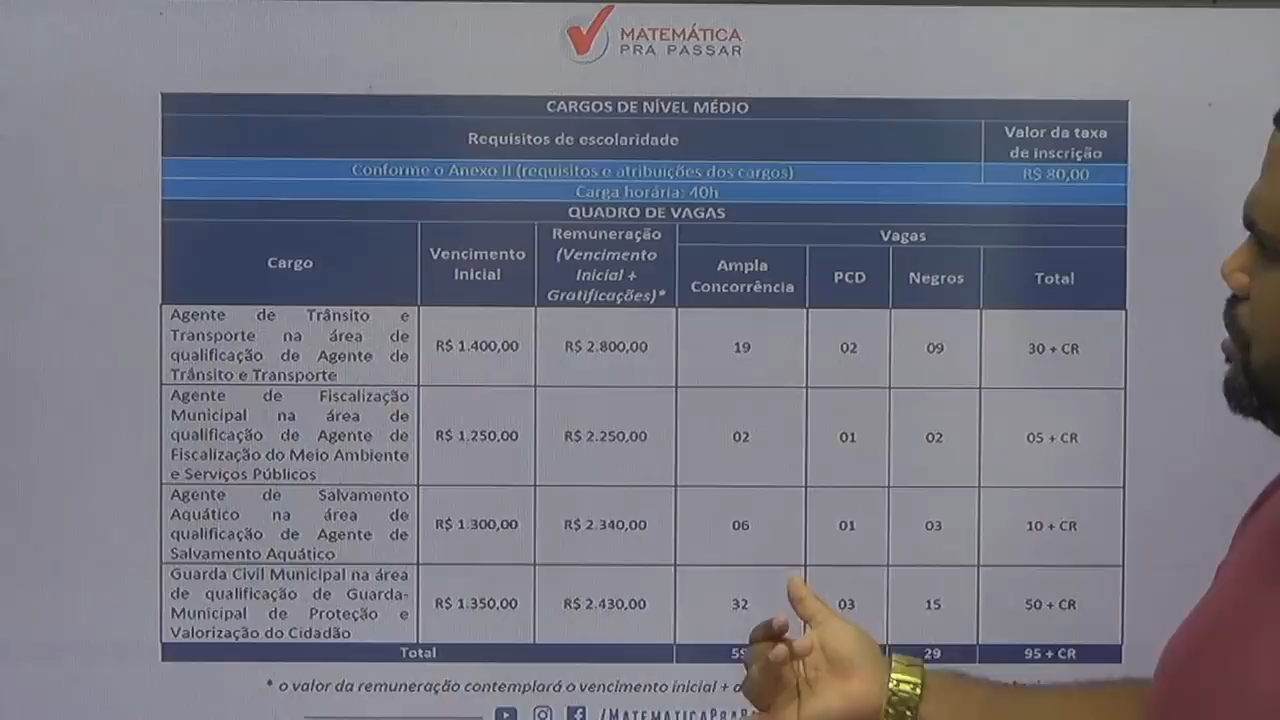 MATEMÁTICA
PRA PASSAR
CARGOS DE NÍVEL MÉDIO
Requisitos de escolaridade
Valor da taxa
de inscrição
Conforme o Anexo II (requisitos e atribuições dos cargos)
R$ 80,00
Carga horária: 40h
QUADRO DE VAGAS
Cargo
Vencimento
Inicial
Remuneração
(Vencimento
Inicial +
Gratificações)*
Vagas
Ampla
Concorrência
PCD
Negros
Total
Agente de Trânsito e
Transporte na área de
qualificação de Agente de
Trânsito e Transporte
R$ 1.400,00
R$ 2.800,00
19
02
09
30 + CR
Agente de Fiscalização
Municipal na área de
qualificação de Agente de
Fiscalização do Meio Ambiente
e Serviços Públicos
R$ 1.250,00
R$ 2.250,00
02
01
02
05 + CR
Agente de Salvamento
Aquático na área de
qualificação de Agente de
Salvamento Aquático
R$ 1.300,00
R$ 2.340,00
06
01
03
10 + CR
Guarda Civil Municipal na área
de qualificação de Guarda-
Municipal de Proteção e
Valorização do Cidadão
R$ 1.350,00
R$ 2.430,00
32
03
15
50 + CR
Total
59
29
95 + CR
* o valor da remuneração contemplará o vencimento inicial +